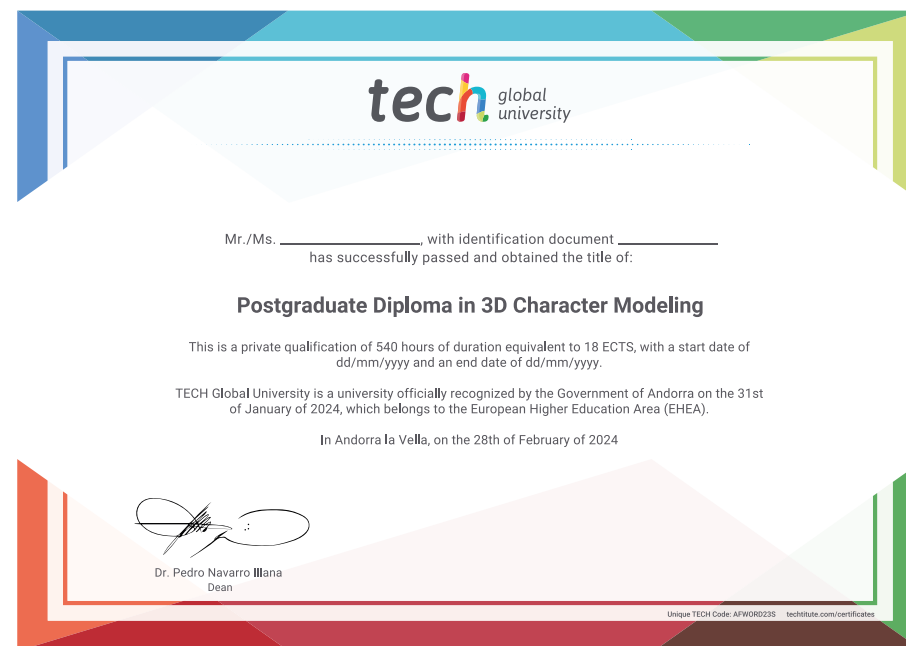 tech global
university
Mr./Ms. ____________________, with identification document ______________
has successfully passed and obtained the title of:
Postgraduate Diploma in 3D Character Modeling
This is a private qualification of 540 hours of duration equivalent to 18 ECTS, with a start date of
dd/mm/yyyy and an end date of dd/mm/yyyy.
TECH Global University is a university officially recognized by the Government of Andorra on the 31st
of January of 2024, which belongs to the European Higher Education Area (EHEA).
In Andorra la Vella, on the 28th of February of 2024
Dr. Pedro Navarro Illana
Dean
Unique TECH Code: AFWORD23S techtitute.com/certificates